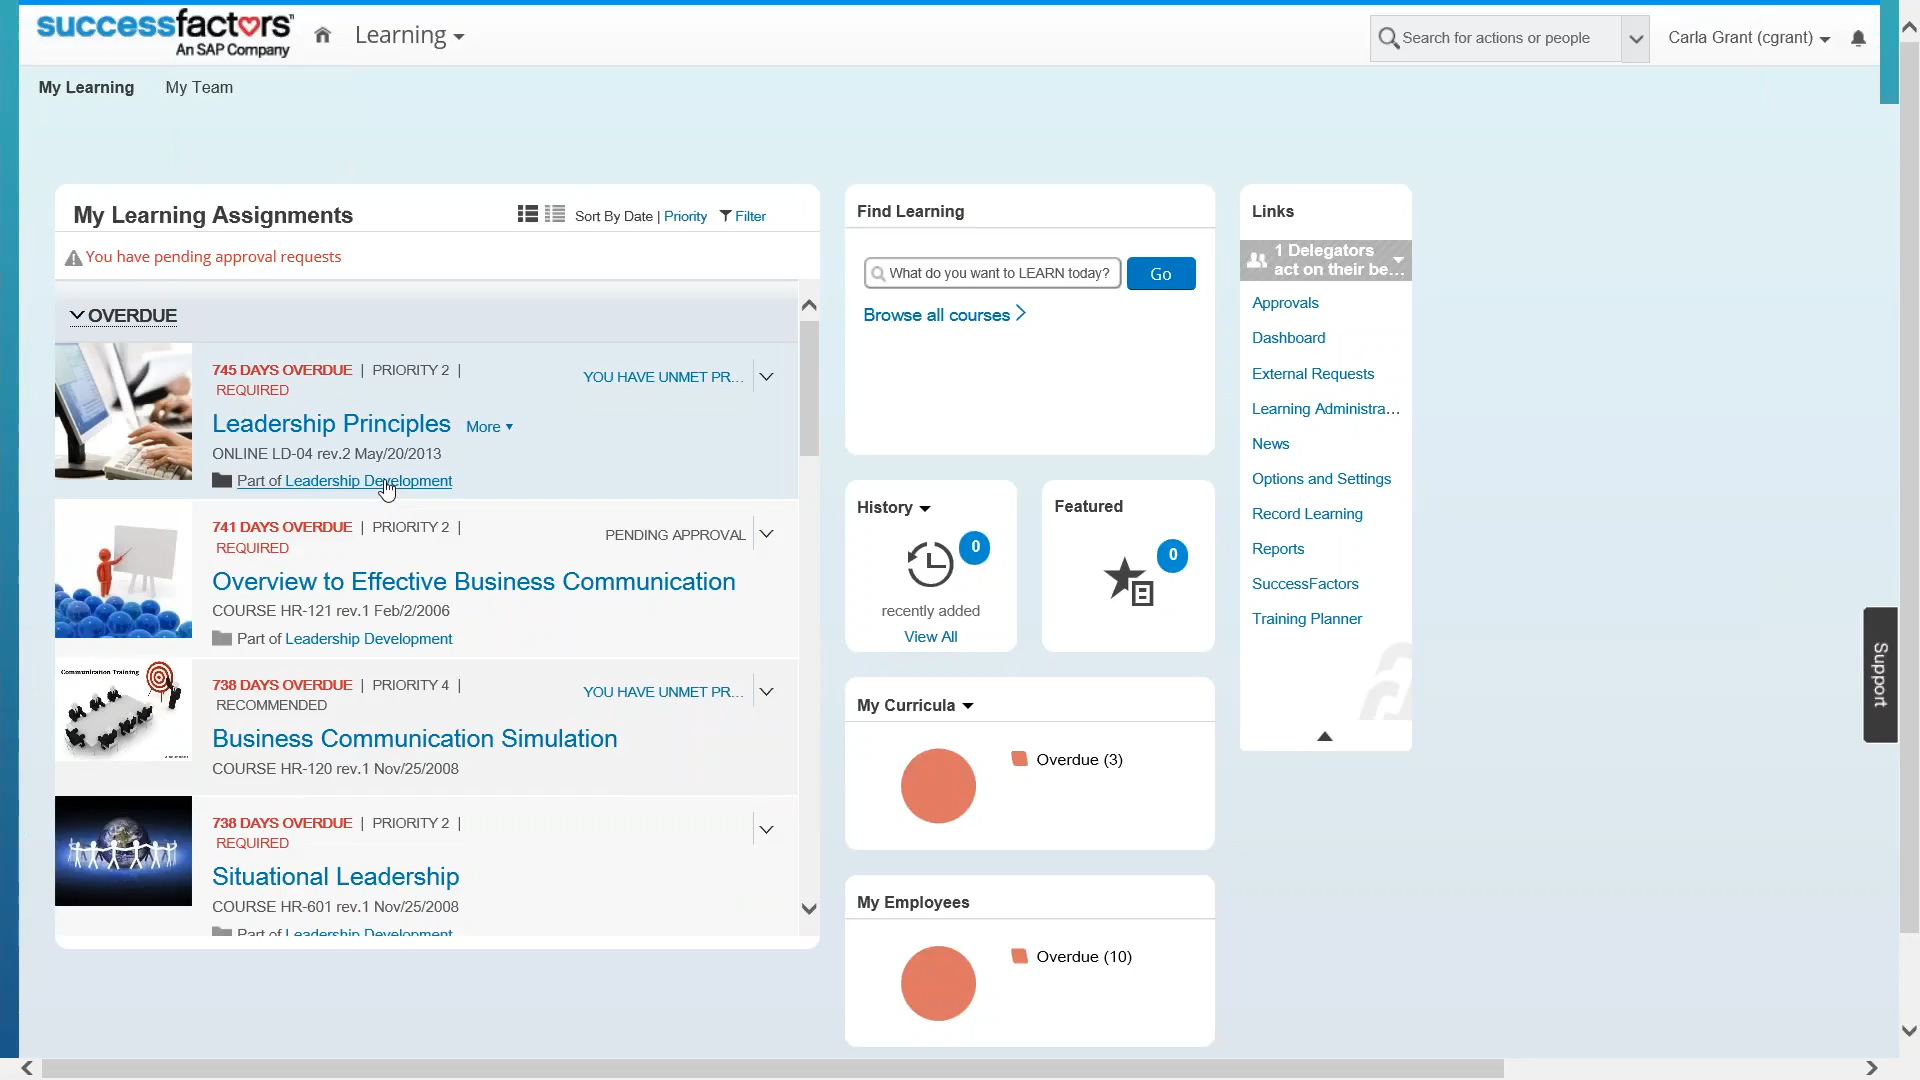 successfactors™
An SAP Company
Learning
Search for actions or people
Carla Grant (cgrant)
My Learning
My Team
My Learning Assignments
Sort By Date | Priority
Filter
You have pending approval requests
OVERDUE
745 DAYS OVERDUE | PRIORITY 2 |
REQUIRED
YOU HAVE UNMET PR...
Leadership Principles
More
ONLINE LD-04 rev.2 May/20/2013
Part of Leadership Development
741 DAYS OVERDUE | PRIORITY 2 |
REQUIRED
PENDING APPROVAL
Overview to Effective Business Communication
COURSE HR-121 rev.1 Feb/2/2006
Part of Leadership Development
Communication Training
738 DAYS OVERDUE | PRIORITY 4 |
RECOMMENDED
YOU HAVE UNMET PR...
Business Communication Simulation
COURSE HR-120 rev.1 Nov/25/2008
738 DAYS OVERDUE | PRIORITY 2 |
REQUIRED
Situational Leadership
COURSE HR-601 rev.1 Nov/25/2008
Part of Leadership Development
Find Learning
What do you want to LEARN today?
Go
Browse all courses
History
0
recently added
View All
Featured
0
My Curricula
Overdue (3)
My Employees
Overdue (10)
Links
1 Delegators
act on their be...
Approvals
Dashboard
External Requests
Learning Administra...
News
Options and Settings
Record Learning
Reports
SuccessFactors
Training Planner
Support